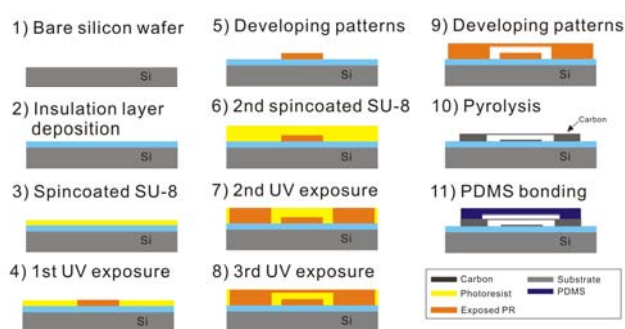 1) Bare silicon wafer
Si
2) Insulation layer
deposition
Si
3) Spincoated SU-8
Si
4) 1st UV exposure
Si
5) Developing patterns
Si
6) 2nd spincoated SU-8
Si
7) 2nd UV exposure
Si
8) 3rd UV exposure
Si
9) Developing patterns
Si
10) Pyrolysis
Carbon
Si
11) PDMS bonding
Si
Carbon
Photoresist
Exposed PR
Substrate
PDMS